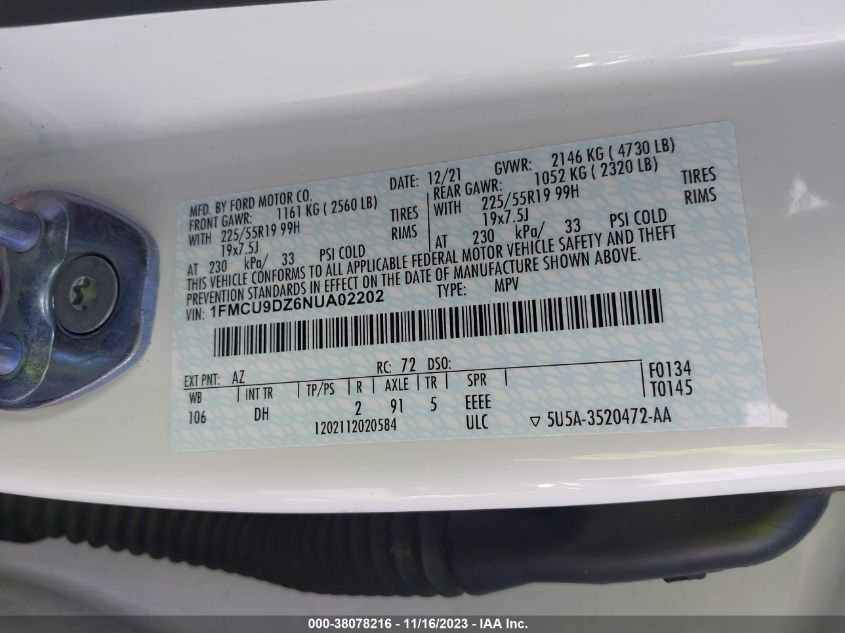 MFD. BY FORD MOTOR CO.
DATE: 12/21 GVWR: 2146 KG ( 4730 LB)
FRONT GAWR: 1161 KG ( 2560 LB) REAR GAWR: 1052 KG ( 2320 LB)
WITH 225/55R19 99H TIRES WITH 225/55R19 99H TIRES
19x7.5J RIMS 19x7.5J RIMS
AT 230 kPa/ 33 PSI COLD AT 230 kPa/ 33 PSI COLD
THIS VEHICLE CONFORMS TO ALL APPLICABLE FEDERAL MOTOR VEHICLE SAFETY AND THEFT
PREVENTION STANDARDS IN EFFECT ON THE DATE OF MANUFACTURE SHOWN ABOVE.
VIN: 1FMCU9DZ6NUA02202 TYPE: MPV
EXT PNT: AZ RC: 72 DSO: F0134
WB INT TR TP/PS R AXLE TR SPR T0145
106 DH 2 91 5 EEEE
1202112020584 ULC ▽ 5U5A-3520472-AA
000-38078216 - 11/16/2023 - IAA Inc.